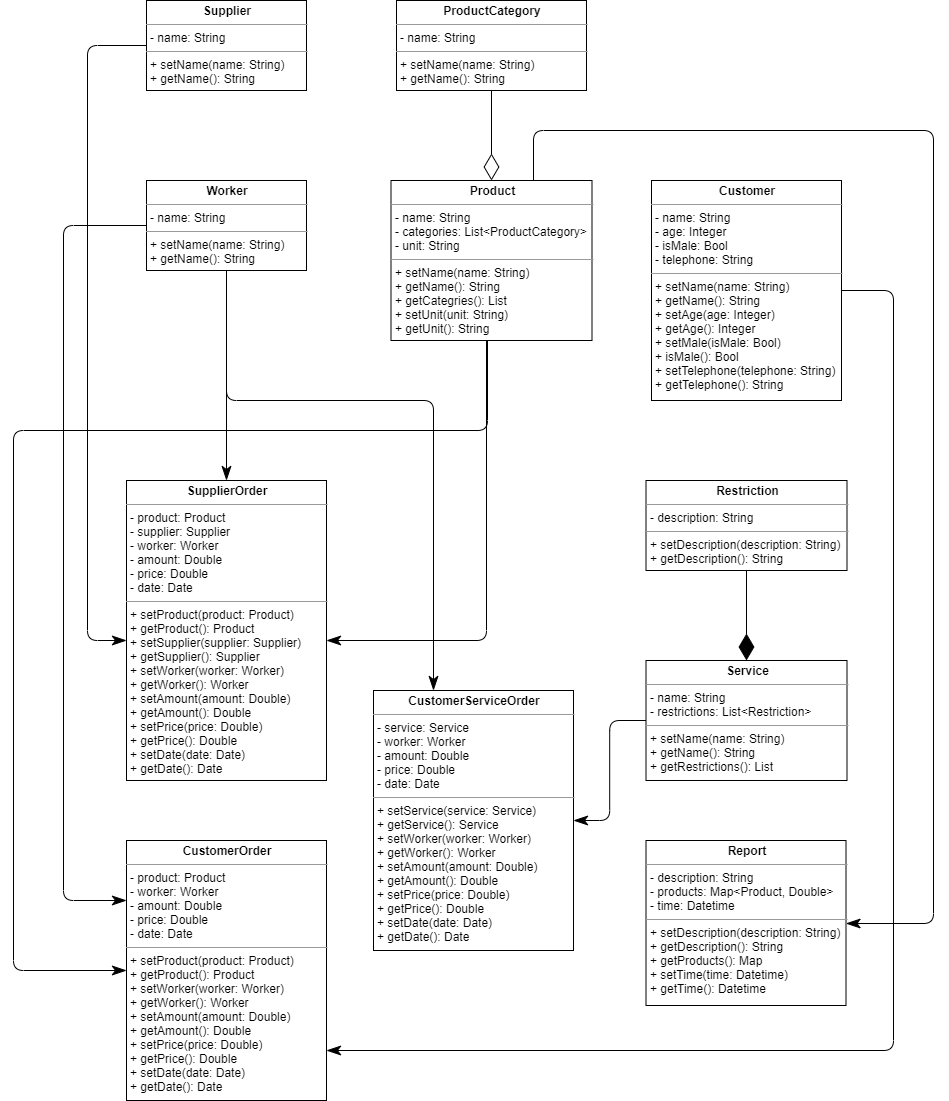 Supplier
- name: String
+ setName(name: String)
+ getName(): String
ProductCategory
- name: String
+ setName(name: String)
+ getName(): String
Worker
- name: String
+ setName(name: String)
+ getName(): String
Product
- name: String
- categories: List<ProductCategory>
- unit: String
+ setName(name: String)
+ getName(): String
+ getCategries(): List
+ setUnit(unit: String)
+ getUnit(): String
Customer
- name: String
- age: Integer
- isMale: Bool
- telephone: String
+ setName(name: String)
+ getName(): String
+ setAge(age: Integer)
+ getAge(): Integer
+ setMale(isMale: Bool)
+ isMale(): Bool
+ setTelephone(telephone: String)
+ getTelephone(): String
SupplierOrder
- product: Product
- supplier: Supplier
- worker: Worker
- amount: Double
- price: Double
- date: Date
+ setProduct(product: Product)
+ getProduct(): Product
+ setSupplier(supplier: Supplier)
+ getSupplier(): Supplier
+ setWorker(worker: Worker)
+ getWorker(): Worker
+ setAmount(amount: Double)
+ getAmount(): Double
+ setPrice(price: Double)
+ getPrice(): Double
+ setDate(date: Date)
+ getDate(): Date
Restriction
- description: String
+ setDescription(description: String)
+ getDescription(): String
CustomerServiceOrder
- service: Service
- worker: Worker
- amount: Double
- price: Double
- date: Date
+ setService(service: Service)
+ getService(): Service
+ setWorker(worker: Worker)
+ getWorker(): Worker
+ setAmount(amount: Double)
+ getAmount(): Double
+ setPrice(price: Double)
+ getPrice(): Double
+ setDate(date: Date)
+ getDate(): Date
Service
- name: String
- restrictions: List<Restriction>
+ setName(name: String)
+ getName(): String
+ getRestrictions(): List
CustomerOrder
- product: Product
- worker: Worker
- amount: Double
- price: Double
- date: Date
+ setProduct(product: Product)
+ getProduct(): Product
+ setWorker(worker: Worker)
+ getWorker(): Worker
+ setAmount(amount: Double)
+ getAmount(): Double
+ setPrice(price: Double)
+ getPrice(): Double
+ setDate(date: Date)
+ getDate(): Date
Report
- description: String
- products: Map<Product, Double>
- time: Datetime
+ setDescription(description: String)
+ getDescription(): String
+ getProducts(): Map
+ setTime(time: Datetime)
+ getTime(): Datetime